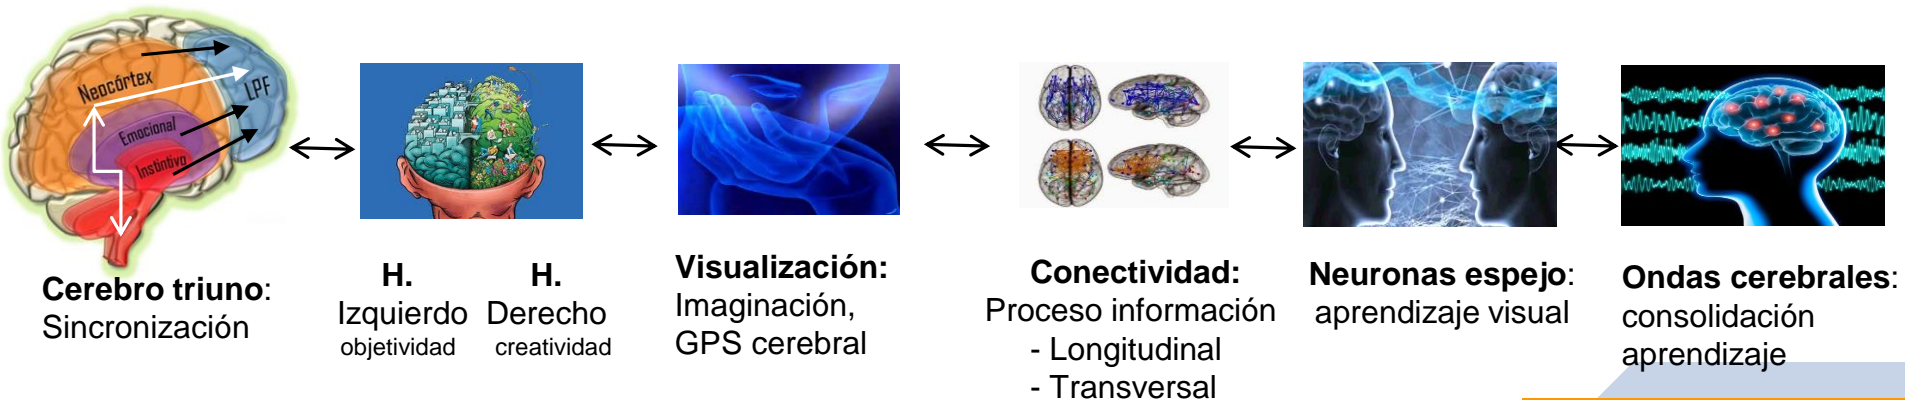 Neocórtex
LPF
Emocional
Instintivo
Cerebro triuno:
Sincronización
H. H.
Izquierdo Derecho
objetividad creatividad
Visualización:
Imaginación,
GPS cerebral
Conectividad:
Proceso información
- Longitudinal
- Transversal
Neuronas espejo:
aprendizaje visual
Ondas cerebrales:
consolidación
aprendizaje